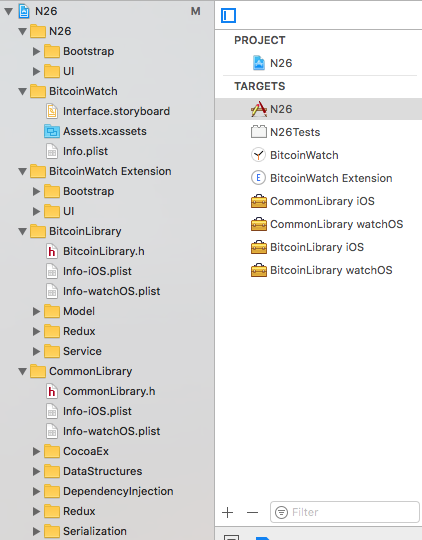 N26 M
N26
Bootstrap
UI
BitcoinWatch
Interface.storyboard
Assets.xcassets
Info.plist
BitcoinWatch Extension
Bootstrap
UI
BitcoinLibrary
h BitcoinLibrary.h
Info-iOS.plist
Info-watchOS.plist
Model
Redux
Service
CommonLibrary
h CommonLibrary.h
Info-iOS.plist
Info-watchOS.plist
CocoaEx
DataStructures
DependencyInjection
Redux
Serialization
PROJECT
N26
TARGETS
N26
N26Tests
BitcoinWatch
E BitcoinWatch Extension
CommonLibrary iOS
CommonLibrary watchOS
BitcoinLibrary iOS
BitcoinLibrary watchOS
+ − Filter